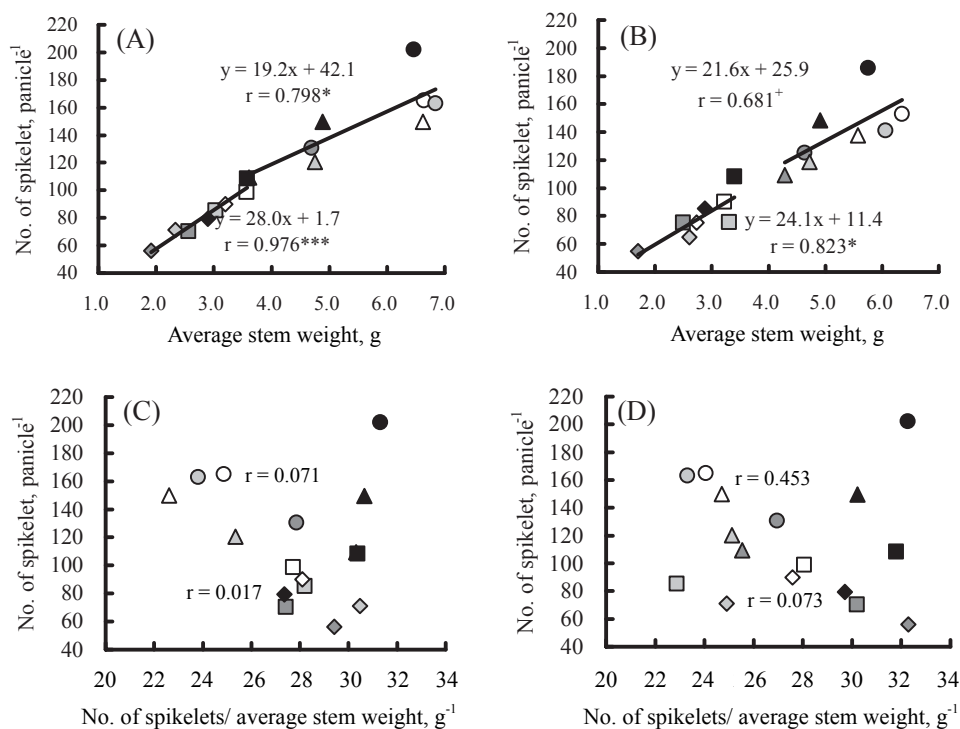 (A)
No. of spikelet, panicle-1
220
200
180
160
140
120
100
80
60
40
y = 19.2x + 42.1
r = 0.798*
y = 28.0x + 1.7
r = 0.976***
1.0 2.0 3.0 4.0 5.0 6.0 7.0
Average stem weight, g
(B)
No. of spikelet, panicle-1
220
200
180
160
140
120
100
80
60
40
y = 21.6x + 25.9
r = 0.681+
y = 24.1x + 11.4
r = 0.823*
1.0 2.0 3.0 4.0 5.0 6.0 7.0
Average stem weight, g
(C)
No. of spikelet, panicle-1
220
200
180
160
140
120
100
80
60
40
r = 0.071
r = 0.017
20 22 24 26 28 30 32 34
No. of spikelets/ average stem weight, g-1
(D)
No. of spikelet, panicle-1
220
200
180
160
140
120
100
80
60
40
r = 0.453
r = 0.073
20 22 24 26 28 30 32 34
No. of spikelets/ average stem weight, g-1